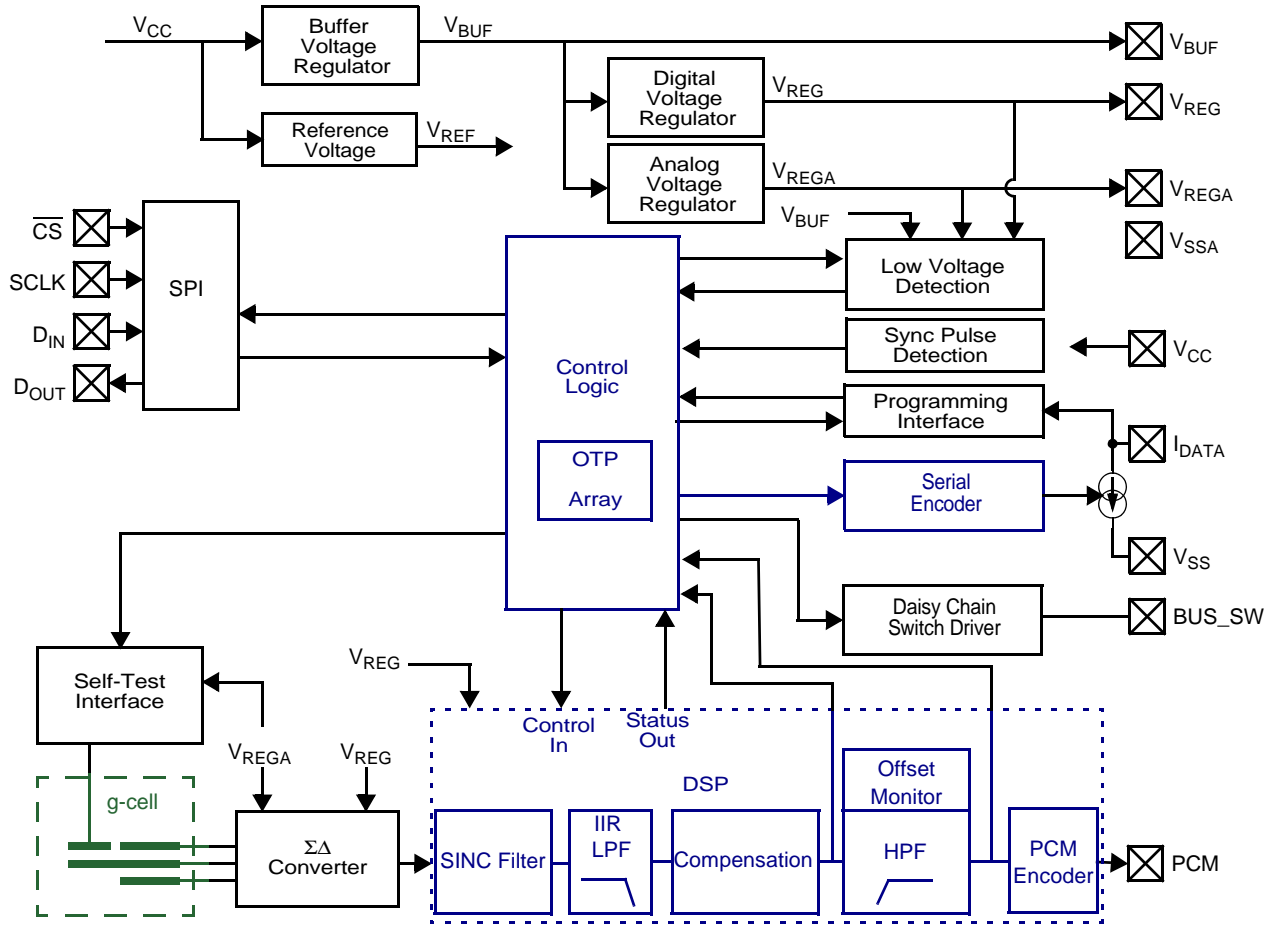 VCC
Buffer
Voltage
Regulator
VBUF
VBUF
Digital
Voltage
Regulator
VREG
VREG
Reference
Voltage
VREF
Analog
Voltage
Regulator
VREGA
VREGA
VBUF
VSSA
CS
SCLK
DIN
DOUT
SPI
Low Voltage
Detection
Sync Pulse
Detection
VCC
Control
Logic
Programming
Interface
IDATA
OTP
Array
Serial
Encoder
VSS
Daisy Chain
Switch Driver
BUS_SW
Self-Test
Interface
VREG
Control
In
Status
Out
VREGA
VREG
DSP
Offset
Monitor
g-cell
ΣΔ
Converter
SINC Filter
IIR
LPF
Compensation
HPF
PCM
Encoder
PCM